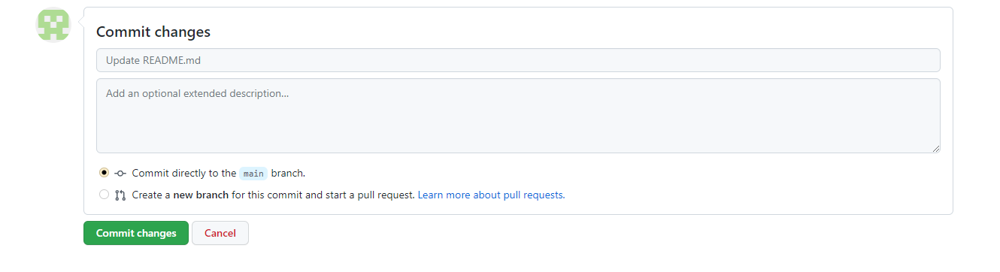 Commit changes
Update README.md
Add an optional extended description...
Commit directly to the main branch.
Create a new branch for this commit and start a pull request. Learn more about pull requests.
Commit changes Cancel